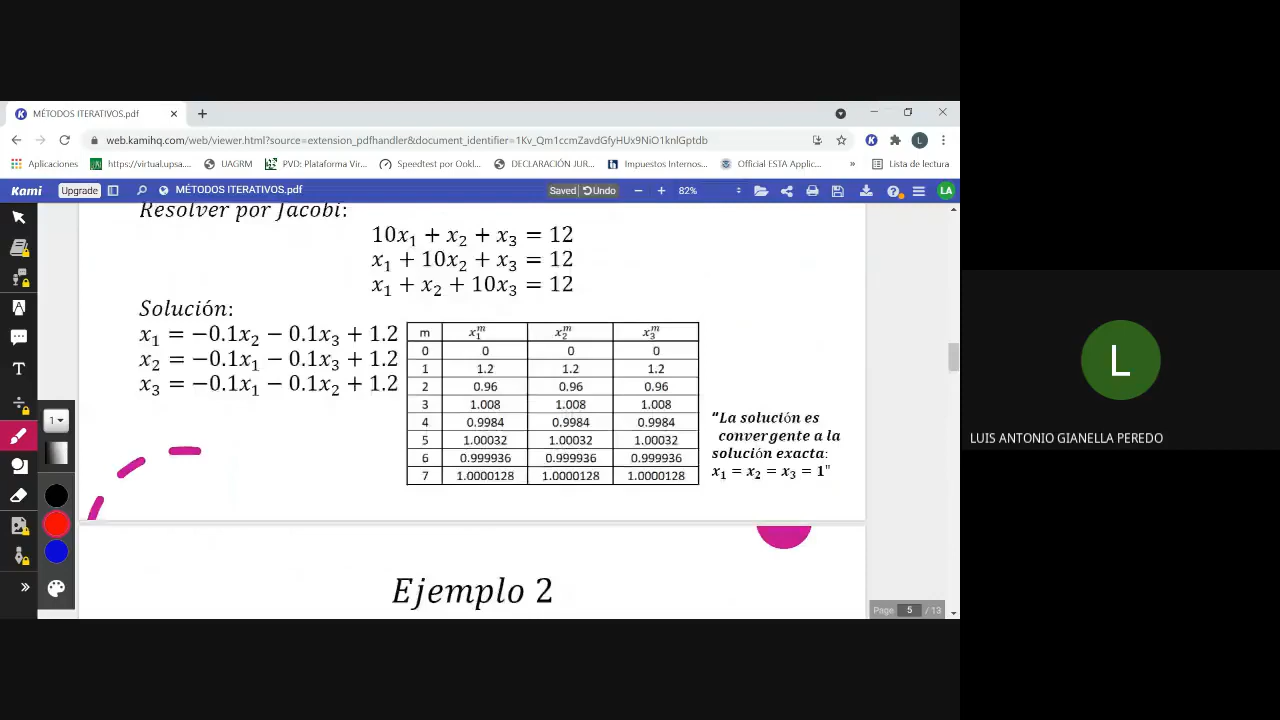 MÉTODOS ITERATIVOS.pdf
web.kamihq.com/web/viewer.html?source=extension_pdfhandler&document_identifier=1Kv_Qm1ccmZavdGfyHUx9NiO1knlGptdb
L
Aplicaciones https://virtual.upsa... UAGRM PVD: Plataforma Vir... Speedtest por Ookl... DECLARACIÓN JUR... Impuestos Internos... Official ESTA Applic... » Lista de lectura
Kami Upgrade MÉTODOS ITERATIVOS.pdf Saved Undo 82% LA
Resolver por Jacobi:
10x₁ + x₂ + x₃ = 12
x₁ + 10x₂ + x₃ = 12
x₁ + x₂ + 10x₃ = 12
Solución:
x₁ = −0.1x₂ − 0.1x₃ + 1.2
x₂ = −0.1x₁ − 0.1x₃ + 1.2
x₃ = −0.1x₁ − 0.1x₂ + 1.2
m x₁ᵐ x₂ᵐ x₃ᵐ
0 0 0 0
1 1.2 1.2 1.2
2 0.96 0.96 0.96
3 1.008 1.008 1.008
4 0.9984 0.9984 0.9984
5 1.00032 1.00032 1.00032
6 0.999936 0.999936 0.999936
7 1.0000128 1.0000128 1.0000128
"La solución es
convergente a la
solución exacta:
x₁ = x₂ = x₃ = 1"
Ejemplo 2
Page 5 / 13
1
T
L
LUIS ANTONIO GIANELLA PEREDO